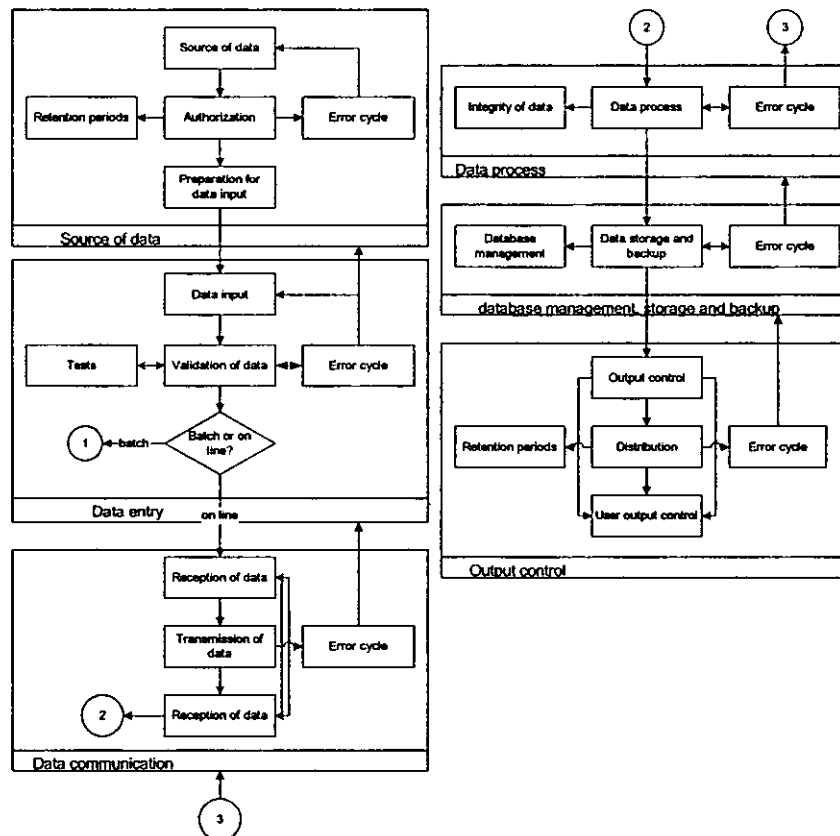 Source of data
Retention periods
Authorization
Error cycle
Preparation for
data input
Source of data
Data input
Tests
Validation of data
Error cycle
1
batch
Batch or on
line?
Data entry
on line
Reception of data
Transmission of
data
Error cycle
2
Reception of data
Data communication
3
2
3
Integrity of data
Data process
Error cycle
Data process
Database
management
Data storage and
backup
Error cycle
database management, storage and backup
Output control
Retention periods
Distribution
Error cycle
User output control
Output control